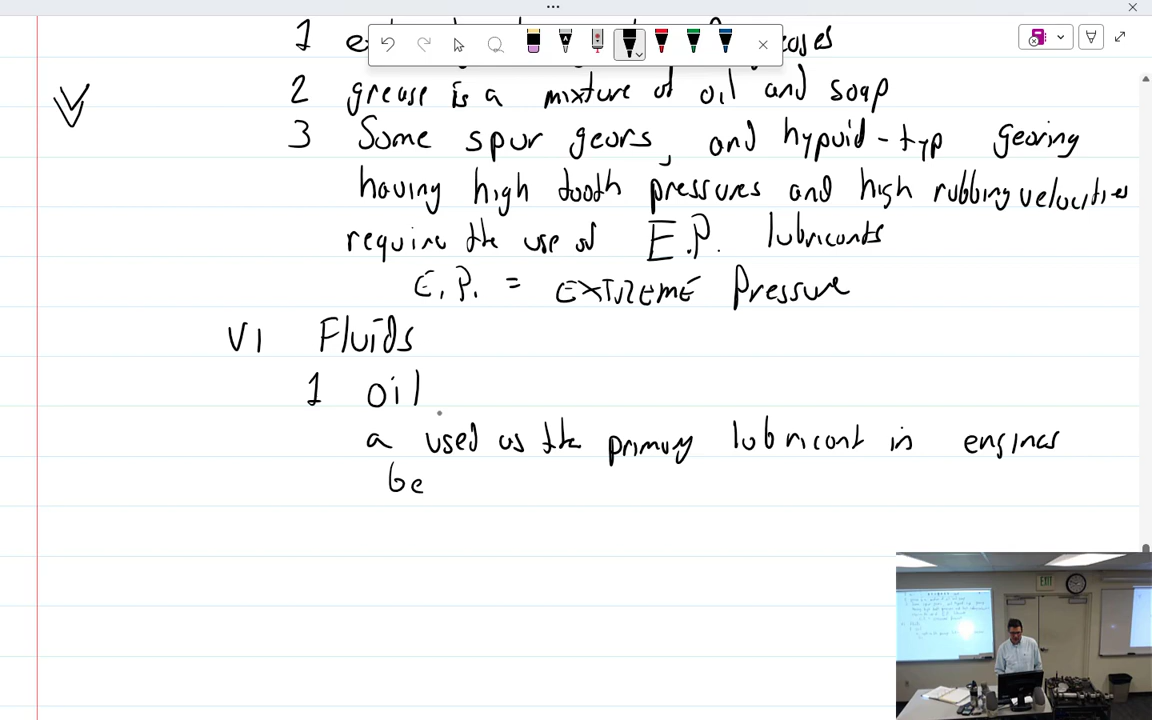 1
2 grease is a mixture of oil and soap
3 Some spur gears, and hypoid-typ gearing
having high tooth pressures and high rubbing velocities
require the use of E.P. lubricants
E.P. = EXTREME Pressure
VI Fluids
1 oil
a used as the primary lubricant in engines
be
EXIT